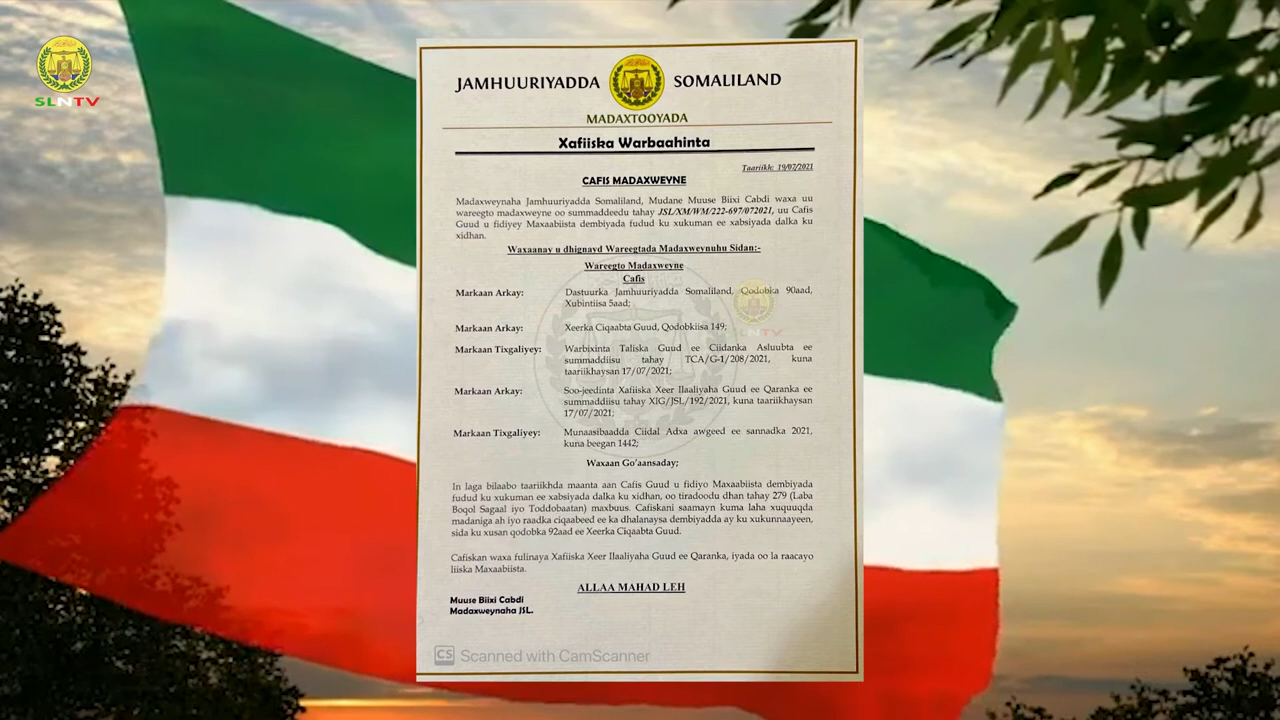 SLNTV
JAMHUURIYADDA SOMALILAND
MADAXTOOYADA
Xafiiska Warbaahinta
Taariikh: 19/07/2021
CAFIS MADAXWEYNE
Madaxweynaha Jamhuuriyadda Somaliland, Mudane Muuse Biixi Cabdi waxa uu
wareegto madaxweyne oo summaddeedu tahay JSL/XM/WM/222-697/072021, uu Cafis
Guud u fidiyey Maxaabiista dembiyada fudud ku xukuman ee xabsiyada dalka ku
xidhan.
Waxaanay u dhignayd Wareegtada Madaxweynuhu Sidan:-
Wareegto Madaxweyne
Cafis
Markaan Arkay: Dastuurka Jamhuuriyadda Somaliland, Qodobka 90aad,
Xubintiisa 5aad;
SLNTV
Markaan Arkay: Xeerka Ciqaabta Guud, Qodobkiisa 149;
Markaan Tixgaliyey: Warbixinta Taliska Guud ee Ciidanka Asluubta ee
summaddiisu tahay TCA/G-1/208/2021, kuna
taariikhaysan 17/07/2021;
Markaan Arkay: Soo-jeedinta Xafiiska Xeer Ilaaliyaha Guud ee Qaranka ee
summaddiisu tahay XIG/JSL/192/2021, kuna taariikhaysan
17/07/2021;
Markaan Tixgaliyey: Munaasibaadda Ciidal Adxa awgeed ee sannadka 2021,
kuna beegan 1442;
Waxaan Go'aansaday;
In laga bilaabo taariikhda maanta aan Cafis Guud u fidiyo Maxaabiista dembiyada
fudud ku xukuman ee xabsiyada dalka ku xidhan, oo tiradoodu dhan tahay 279 (Laba
Boqol Sagaal iyo Toddobaatan) maxbuus. Cafiskani saamayn kuma laha xuquuqda
madaniga ah iyo raadka ciqaabeed ee ka dhalanaysa dembiyadda ay ku xukunnaayeen,
sida ku xusan qodobka 92aad ee Xeerka Ciqaabta Guud.
Cafiskan waxa fulinaya Xafiiska Xeer Ilaaliyaha Guud ee Qaranka, iyada oo la raacayo
liiska Maxaabiista.
ALLAA MAHAD LEH
Muuse Biixi Cabdi
Madaxweynaha JSL.
CS Scanned with CamScanner